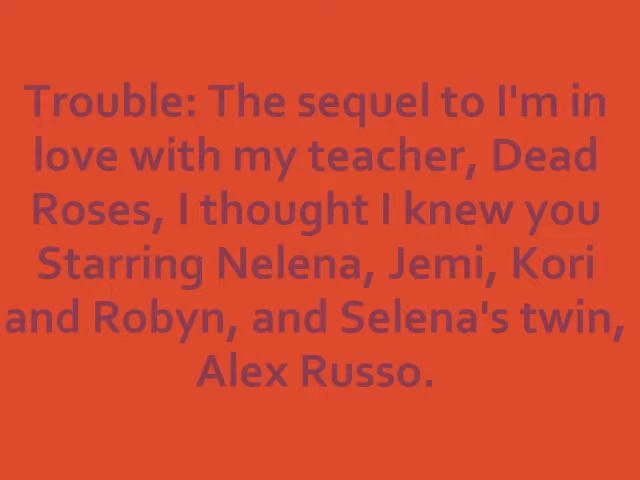 Trouble: The sequel to I'm in
love with my teacher, Dead
Roses, I thought I knew you
Starring Nelena, Jemi, Kori
and Robyn, and Selena's twin,
Alex Russo.